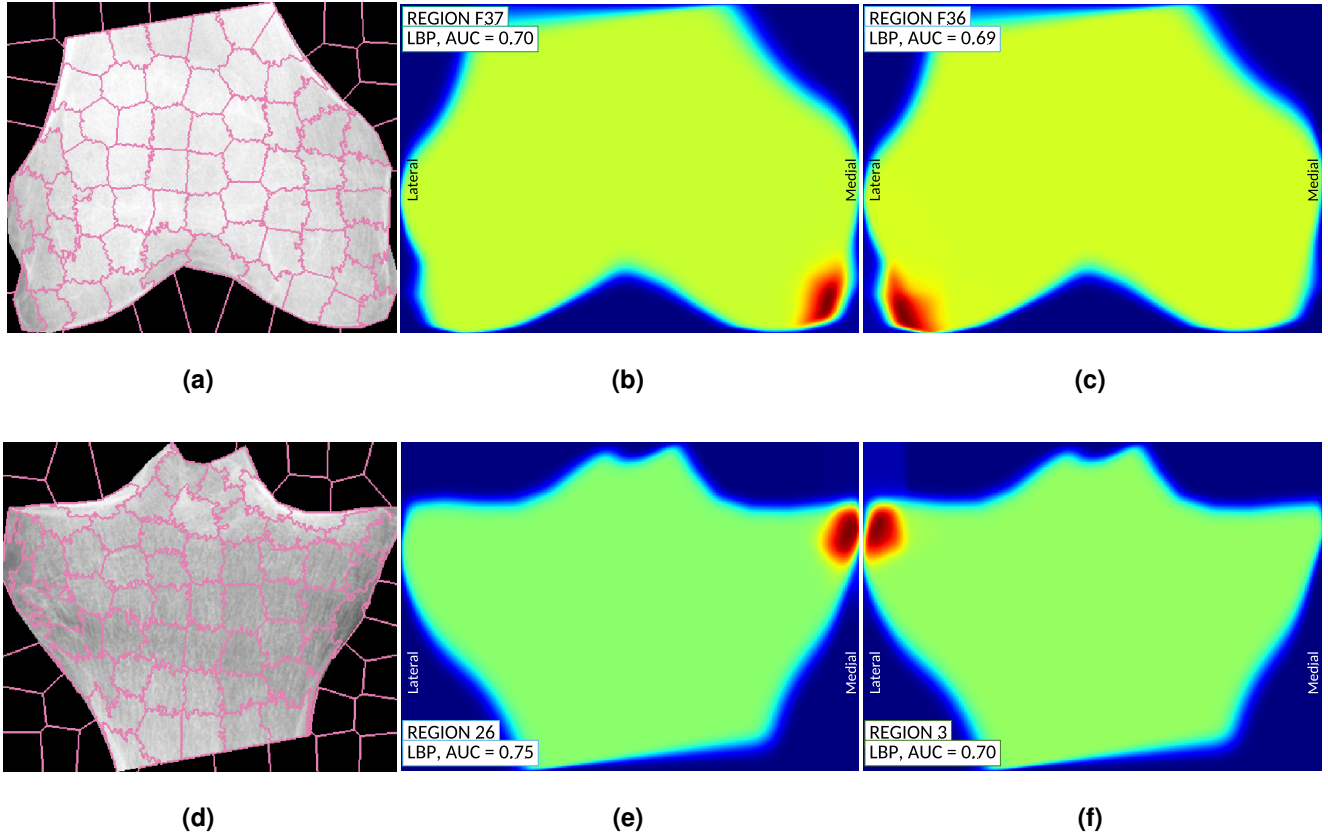 REGION F37
LBP, AUC = 0.70
Lateral
Medial
REGION F36
LBP, AUC = 0.69
Lateral
Medial
(a)
(b)
(c)
Lateral
Medial
REGION 26
LBP, AUC = 0.75
Lateral
Medial
REGION 3
LBP, AUC = 0.70
(d)
(e)
(f)